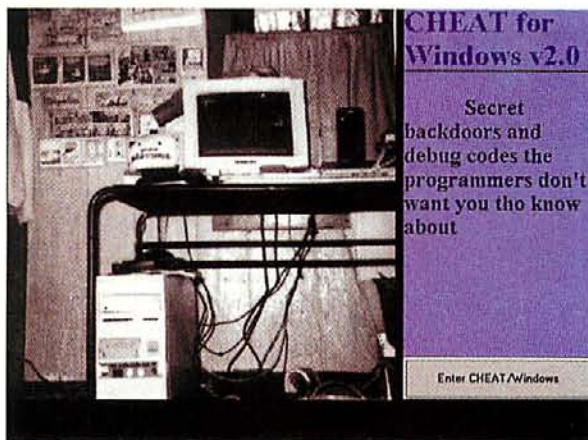 CHEAT for
Windows v2.0
Secret
backdoors and
debug codes the
programmers don't
want you tho know
about
Enter CHEAT/Windows